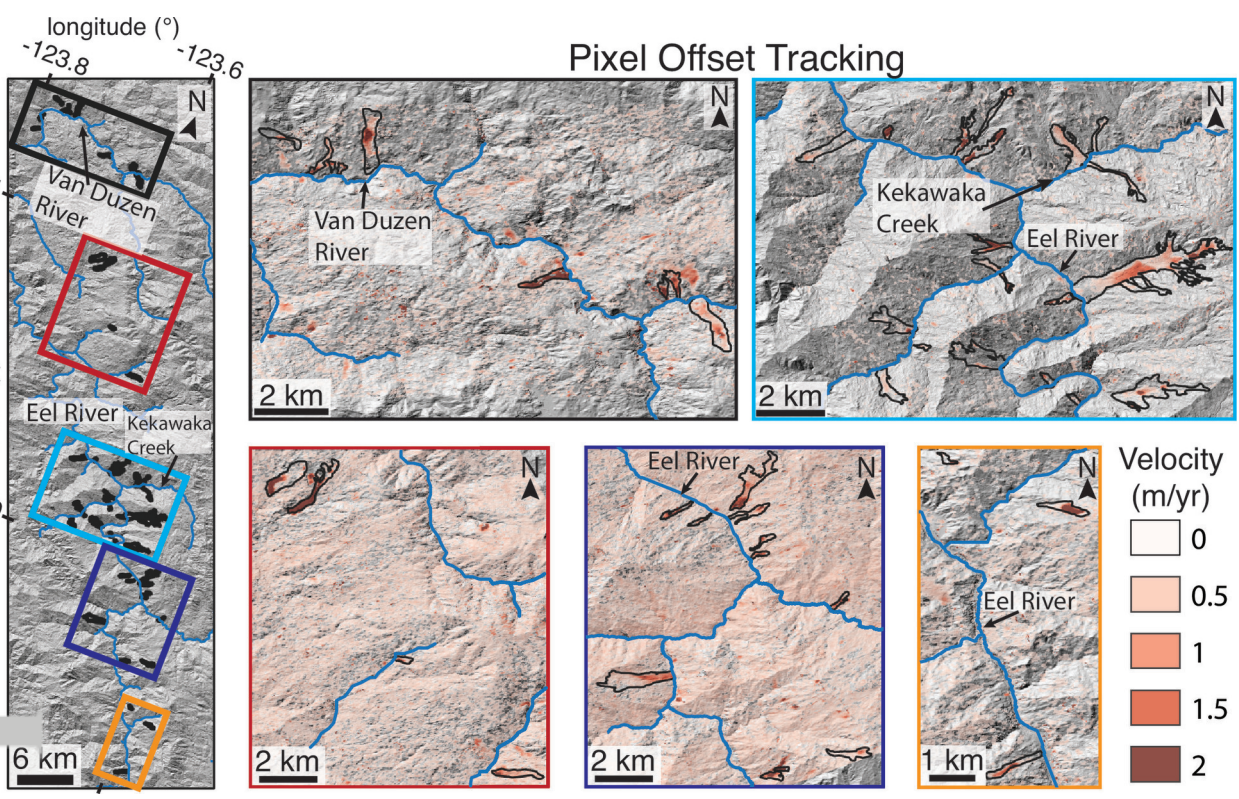 longitude (°)
-123.8
-123.6
Pixel Offset Tracking
N
Van Duzen
River
Eel River
Kekawaka
Creek
6 km
N
Van Duzen
River
2 km
N
Kekawaka
Creek
Eel River
2 km
N
2 km
Eel River
N
2 km
N
Eel River
1 km
Velocity
(m/yr)
0
0.5
1
1.5
2